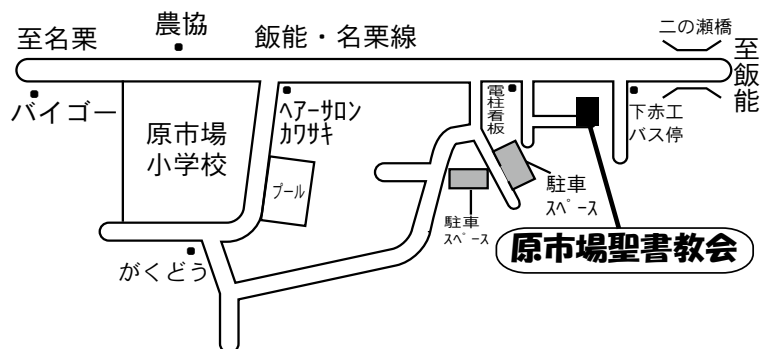 至名栗
農協
飯能・名栗線
二の瀬橋
至飯能
バイゴー
原市場
小学校
ヘアーサロン
カワサキ
電柱看板
下赤工
バス停
プール
駐車
スペース
駐車
スペース
原市場聖書教会
がくどう